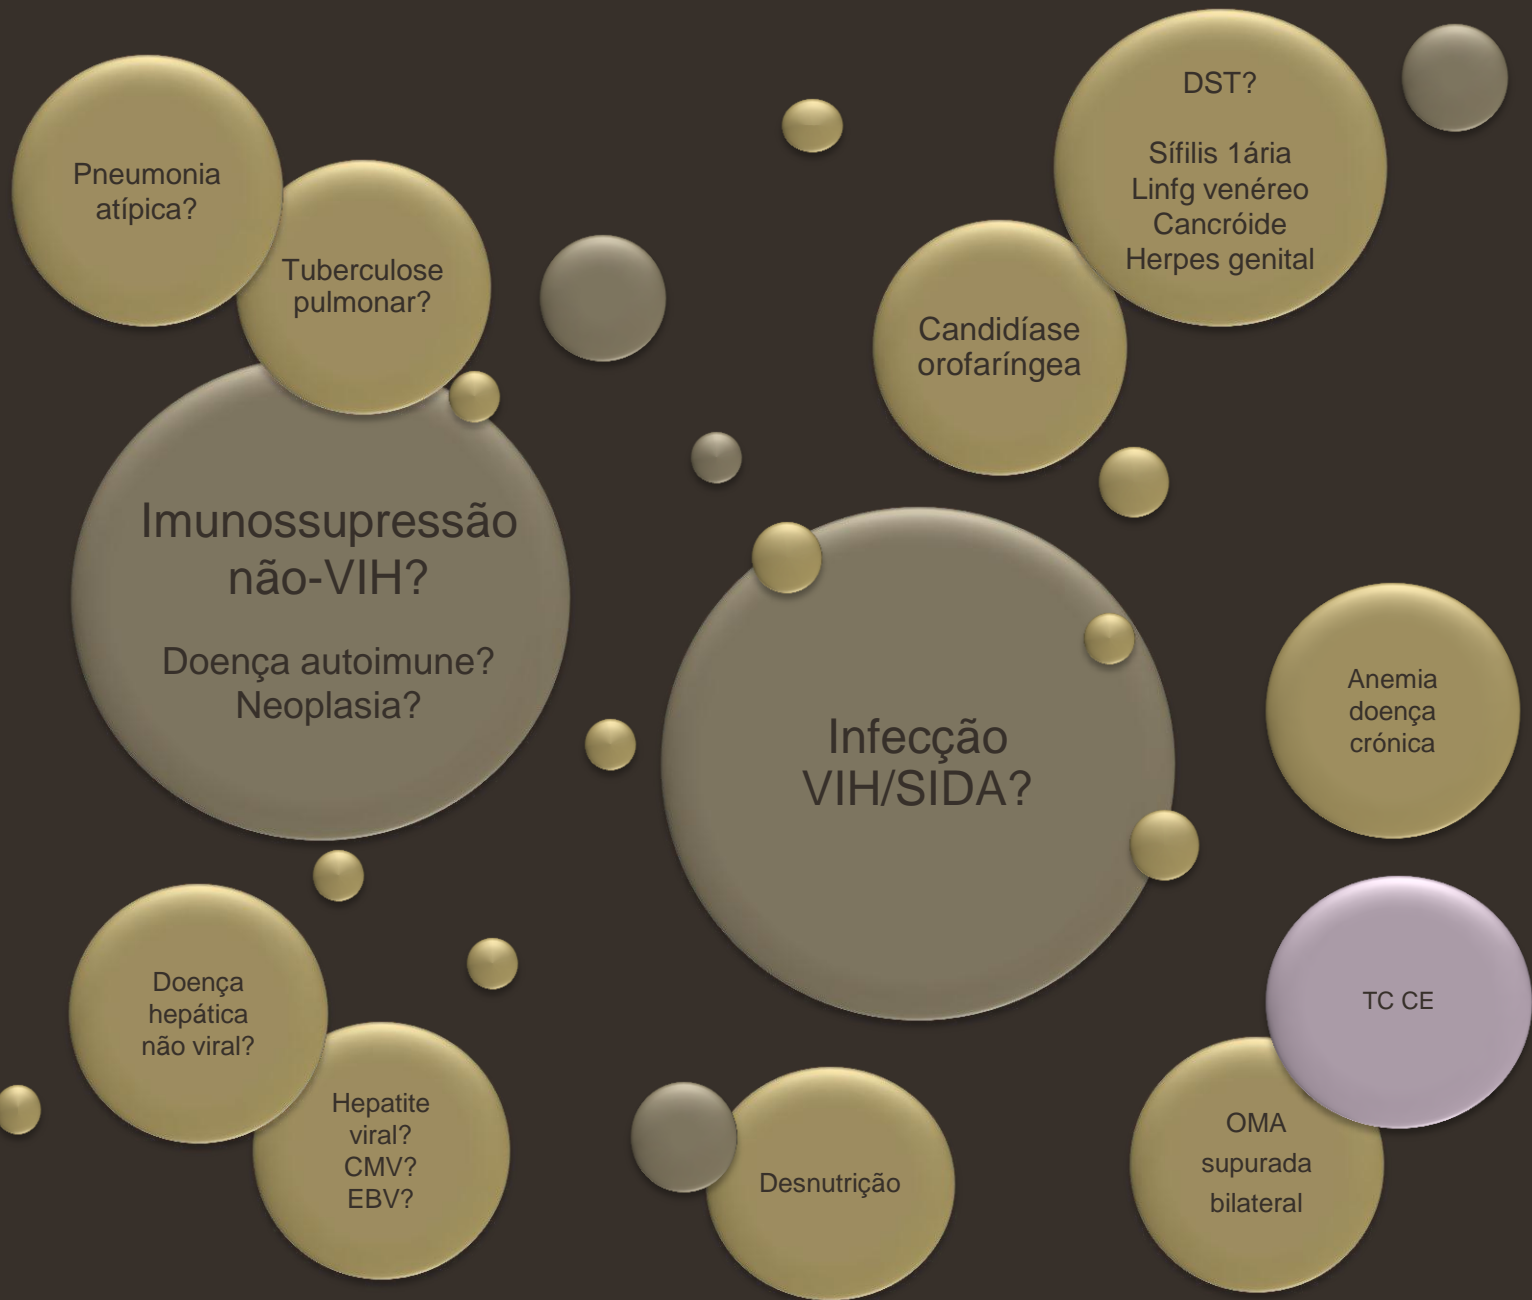 Pneumonia
atípica?
Tuberculose
pulmonar?
DST?
Sífilis 1ária
Linfg venéreo
Cancróide
Herpes genital
Candidíase
orofaríngea
Imunossupressão
não-VIH?
Doença autoimune?
Neoplasia?
Infecção
VIH/SIDA?
Anemia
doença
crónica
Doença
hepática
não viral?
Hepatite
viral?
CMV?
EBV?
Desnutrição
TC CE
OMA
supurada
bilateral